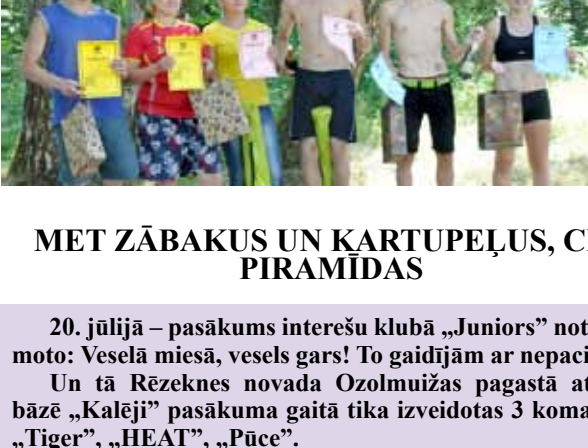 MET ZĀBAKUS UN KARTUPEĻUS,
PIRAMĪDAS
20. jūlijā – pasākums interešu klubā „Juniors”
moto: Veselā miesā, vesels gars! To gaidījām ar
Un tā Rēzeknes novada Ozolmuižas pagastā
bāzē „Kalēji” pasākuma gaitā tika izveidotas 3
„Tiger”, „HEAT”, „Pūce”.